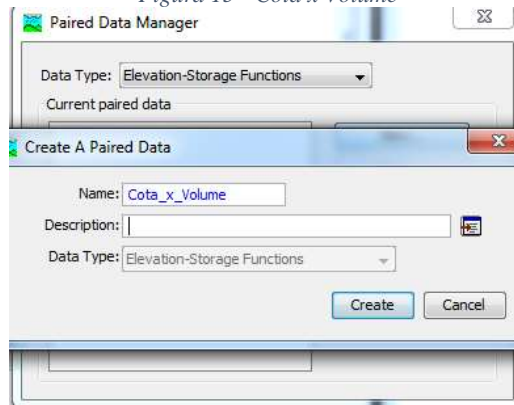 Figura 13 - Cota x Volume
Paired Data Manager
Data Type: Elevation-Storage Functions
Current paired data
Create A Paired Data
Name: Cota_x_Volume
Description:
Data Type: Elevation-Storage Functions
Create Cancel